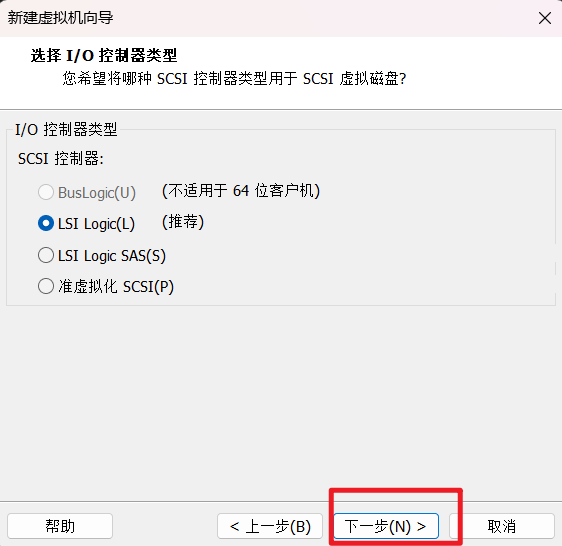 新建虚拟机向导
选择 I/O 控制器类型
您希望将哪种 SCSI 控制器类型用于 SCSI 虚拟磁盘?
I/O 控制器类型
SCSI 控制器:
BusLogic(U) (不适用于 64 位客户机)
LSI Logic(L) (推荐)
LSI Logic SAS(S)
准虚拟化 SCSI(P)
帮助 < 上一步(B) 下一步(N) > 取消